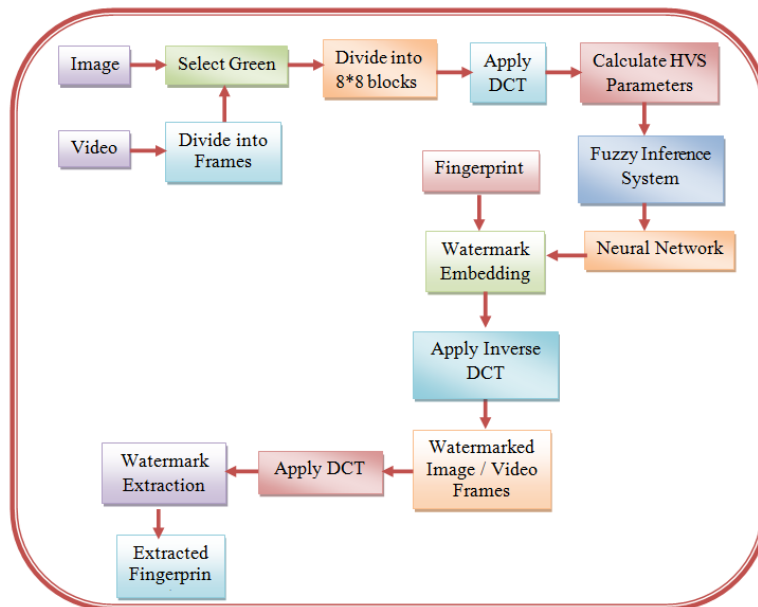 Image
Select Green
Divide into
8*8 blocks
Apply
DCT
Calculate HVS
Parameters
Video
Divide into
Frames
Fingerprint
Fuzzy Inference
System
Watermark
Embedding
Neural Network
Apply Inverse
DCT
Watermark
Extraction
Apply DCT
Watermarked
Image / Video
Frames
Extracted
Fingerprin